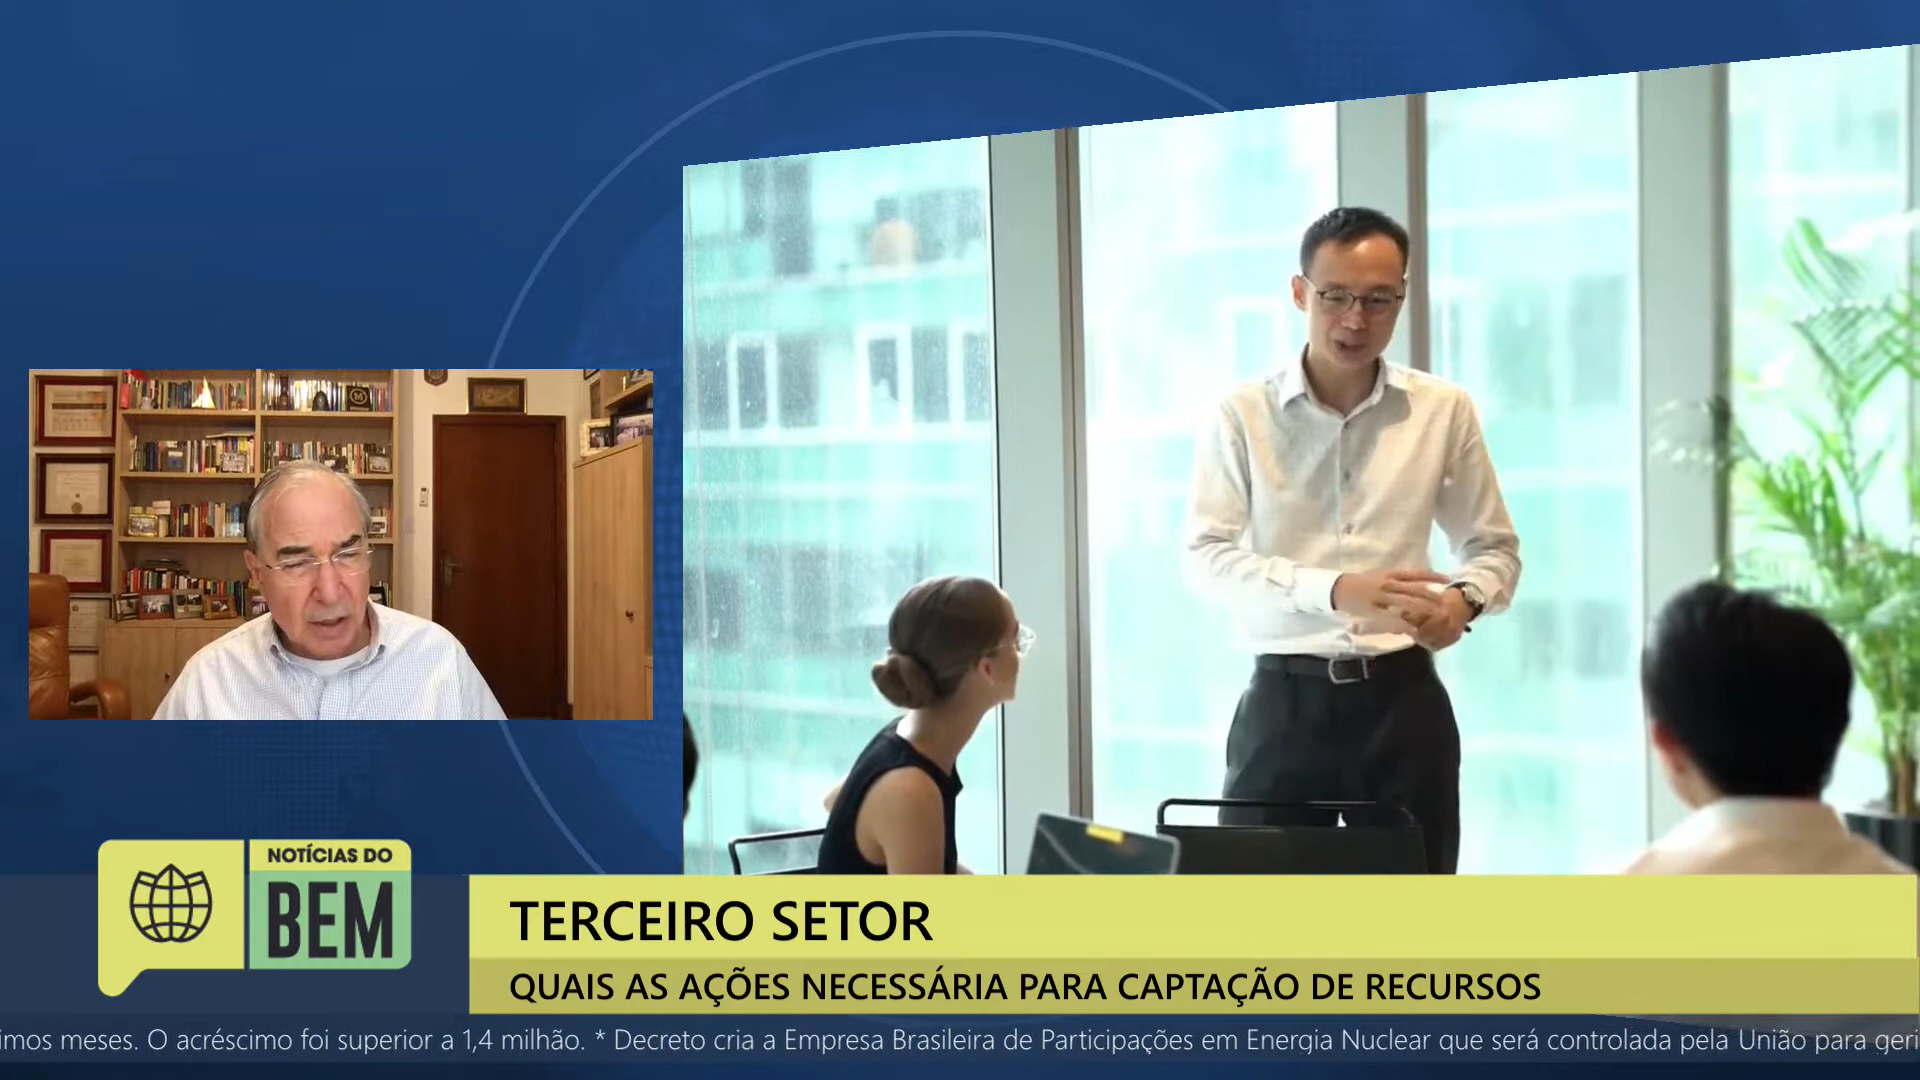 NOTÍCIAS DO
BEM
TERCEIRO SETOR
QUAIS AS AÇÕES NECESSÁRIA PARA CAPTAÇÃO DE RECURSOS
imos meses. O acréscimo foi superior a 1,4 milhão. * Decreto cria a Empresa Brasileira de Participações em Energia Nuclear que será controlada pela União para geri